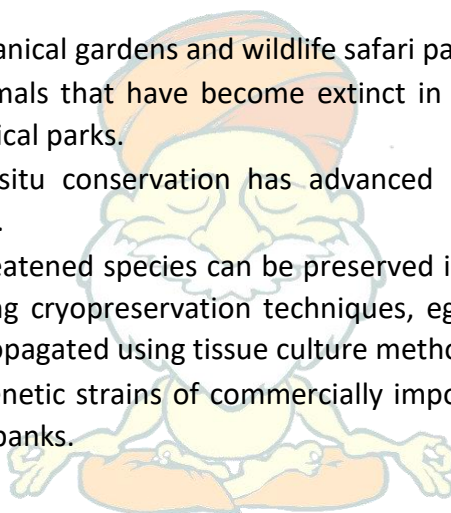 anical gardens and wildlife safari pa
mals that have become extinct in
ical parks.
situ conservation has advanced
.
eatened species can be preserved i
ng cryopreservation techniques, eg
opagated using tissue culture metho
enetic strains of commercially impo
banks.